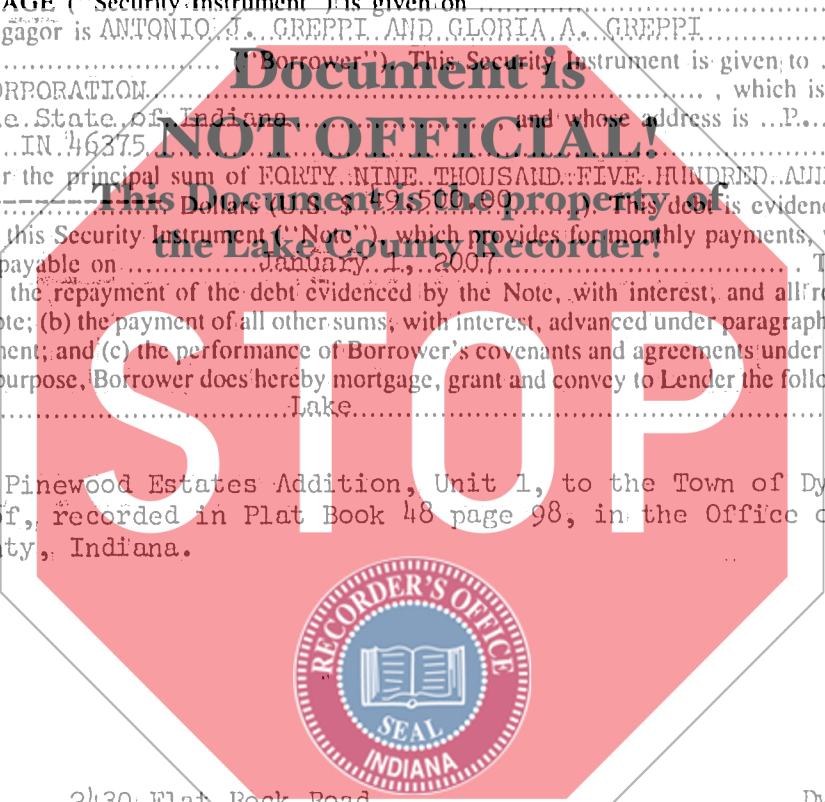 AGE ("Security Instrument") is given on
gagor is ANTONIO J. GREPPI AND GLORIA A. GREPPI
("Borrower"). This Security Instrument is given to
Document is
ORPORATION , which is
e State of Indiana , and whose address is P.
NOT OFFICIAL!
IN 46375
r the principal sum of FORTY NINE THOUSAND FIVE HUNDRED AND
This Document is the property of
Dollars (U.S. $ 49,500.00 ). This debt is evidenc
this Security Instrument ("Note"), which provides for monthly payments,
the Lake County Recorder!
payable on January 1, 2007
the repayment of the debt evidenced by the Note, with interest, and all re
ote; (b) the payment of all other sums, with interest, advanced under paragraph
ment; and (c) the performance of Borrower's covenants and agreements under
purpose, Borrower does hereby mortgage, grant and convey to Lender the follo
Lake
STOP
Pinewood Estates Addition, Unit 1, to the Town of Dy
of, recorded in Plat Book 48 page 98, in the Office o
ty, Indiana.
RECORDER'S OFFICE
SEAL
INDIANA
2430 Flat Rock Road Dy